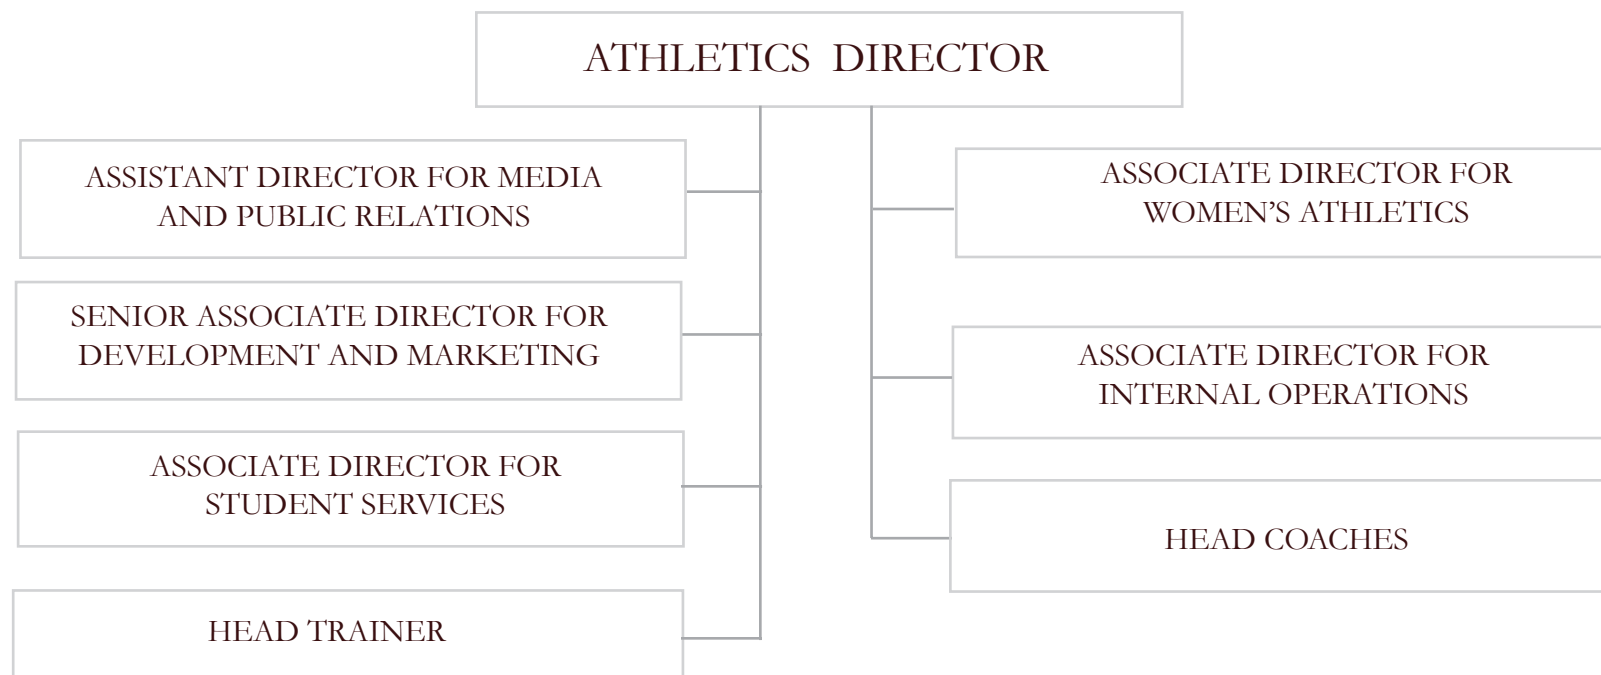 ATHLETICS DIRECTOR
ASSISTANT DIRECTOR FOR MEDIA
AND PUBLIC RELATIONS
SENIOR ASSOCIATE DIRECTOR FOR
DEVELOPMENT AND MARKETING
ASSOCIATE DIRECTOR FOR
STUDENT SERVICES
HEAD TRAINER
ASSOCIATE DIRECTOR FOR
WOMEN'S ATHLETICS
ASSOCIATE DIRECTOR FOR
INTERNAL OPERATIONS
HEAD COACHES